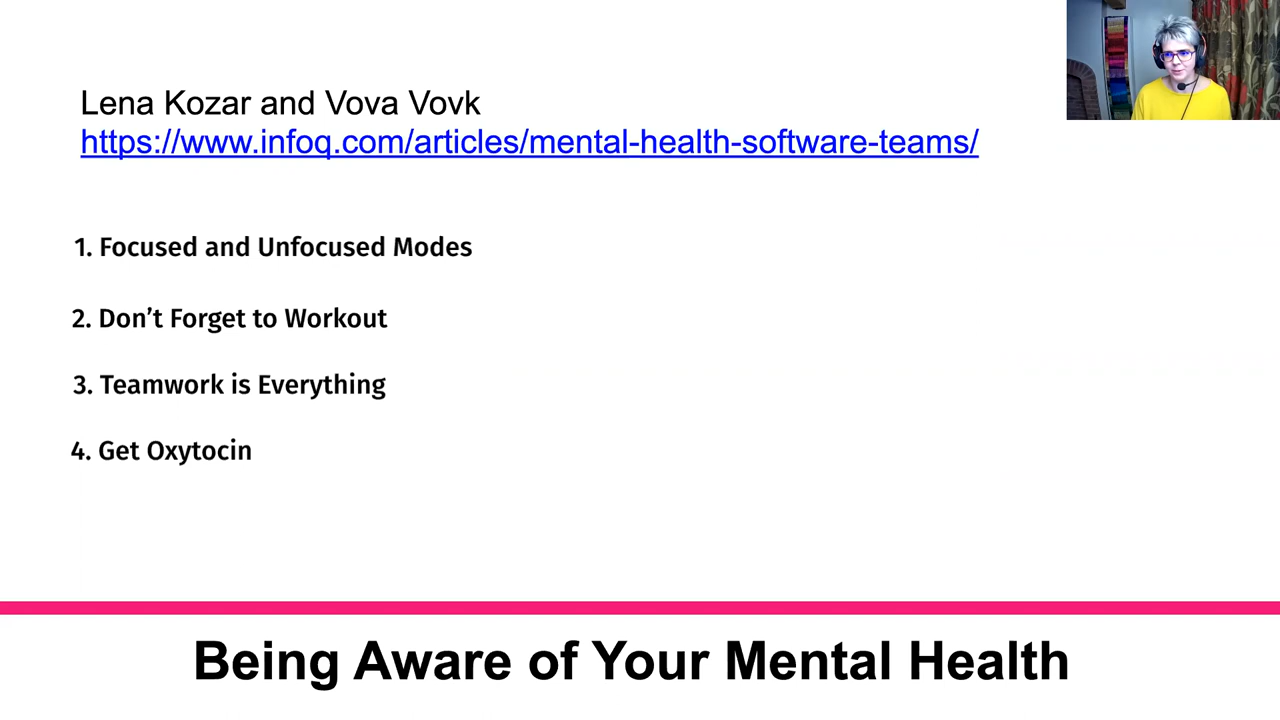 Lena Kozar and Vova Vovk
https://www.infoq.com/articles/mental-health-software-teams/
1. Focused and Unfocused Modes
2. Don’t Forget to Workout
3. Teamwork is Everything
4. Get Oxytocin
Being Aware of Your Mental Health